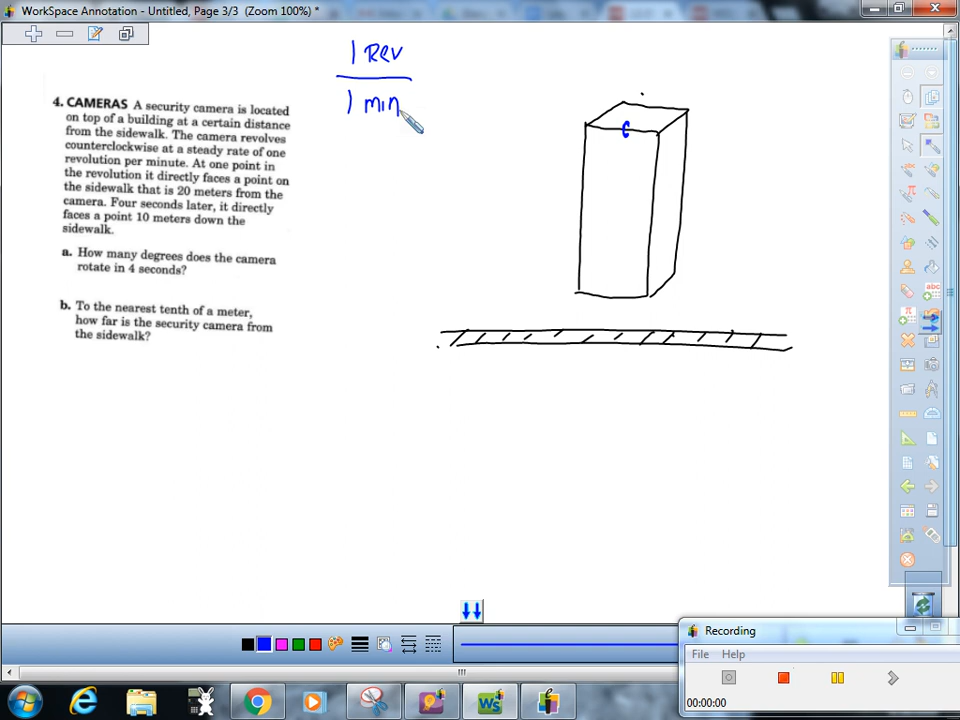 WorkSpace Annotation - Untitled, Page 3/3 (Zoom 100%) *
1 Rev
1 min
4. CAMERAS A security camera is located
on top of a building at a certain distance
from the sidewalk. The camera revolves
counterclockwise at a steady rate of one
revolution per minute. At one point in
the revolution it directly faces a point on
the sidewalk that is 20 meters from the
camera. Four seconds later, it directly
faces a point 10 meters down the
sidewalk.
a. How many degrees does the camera
rotate in 4 seconds?
b. To the nearest tenth of a meter,
how far is the security camera from
the sidewalk?
C
abc
Recording
File Help
00:00:00
Ws